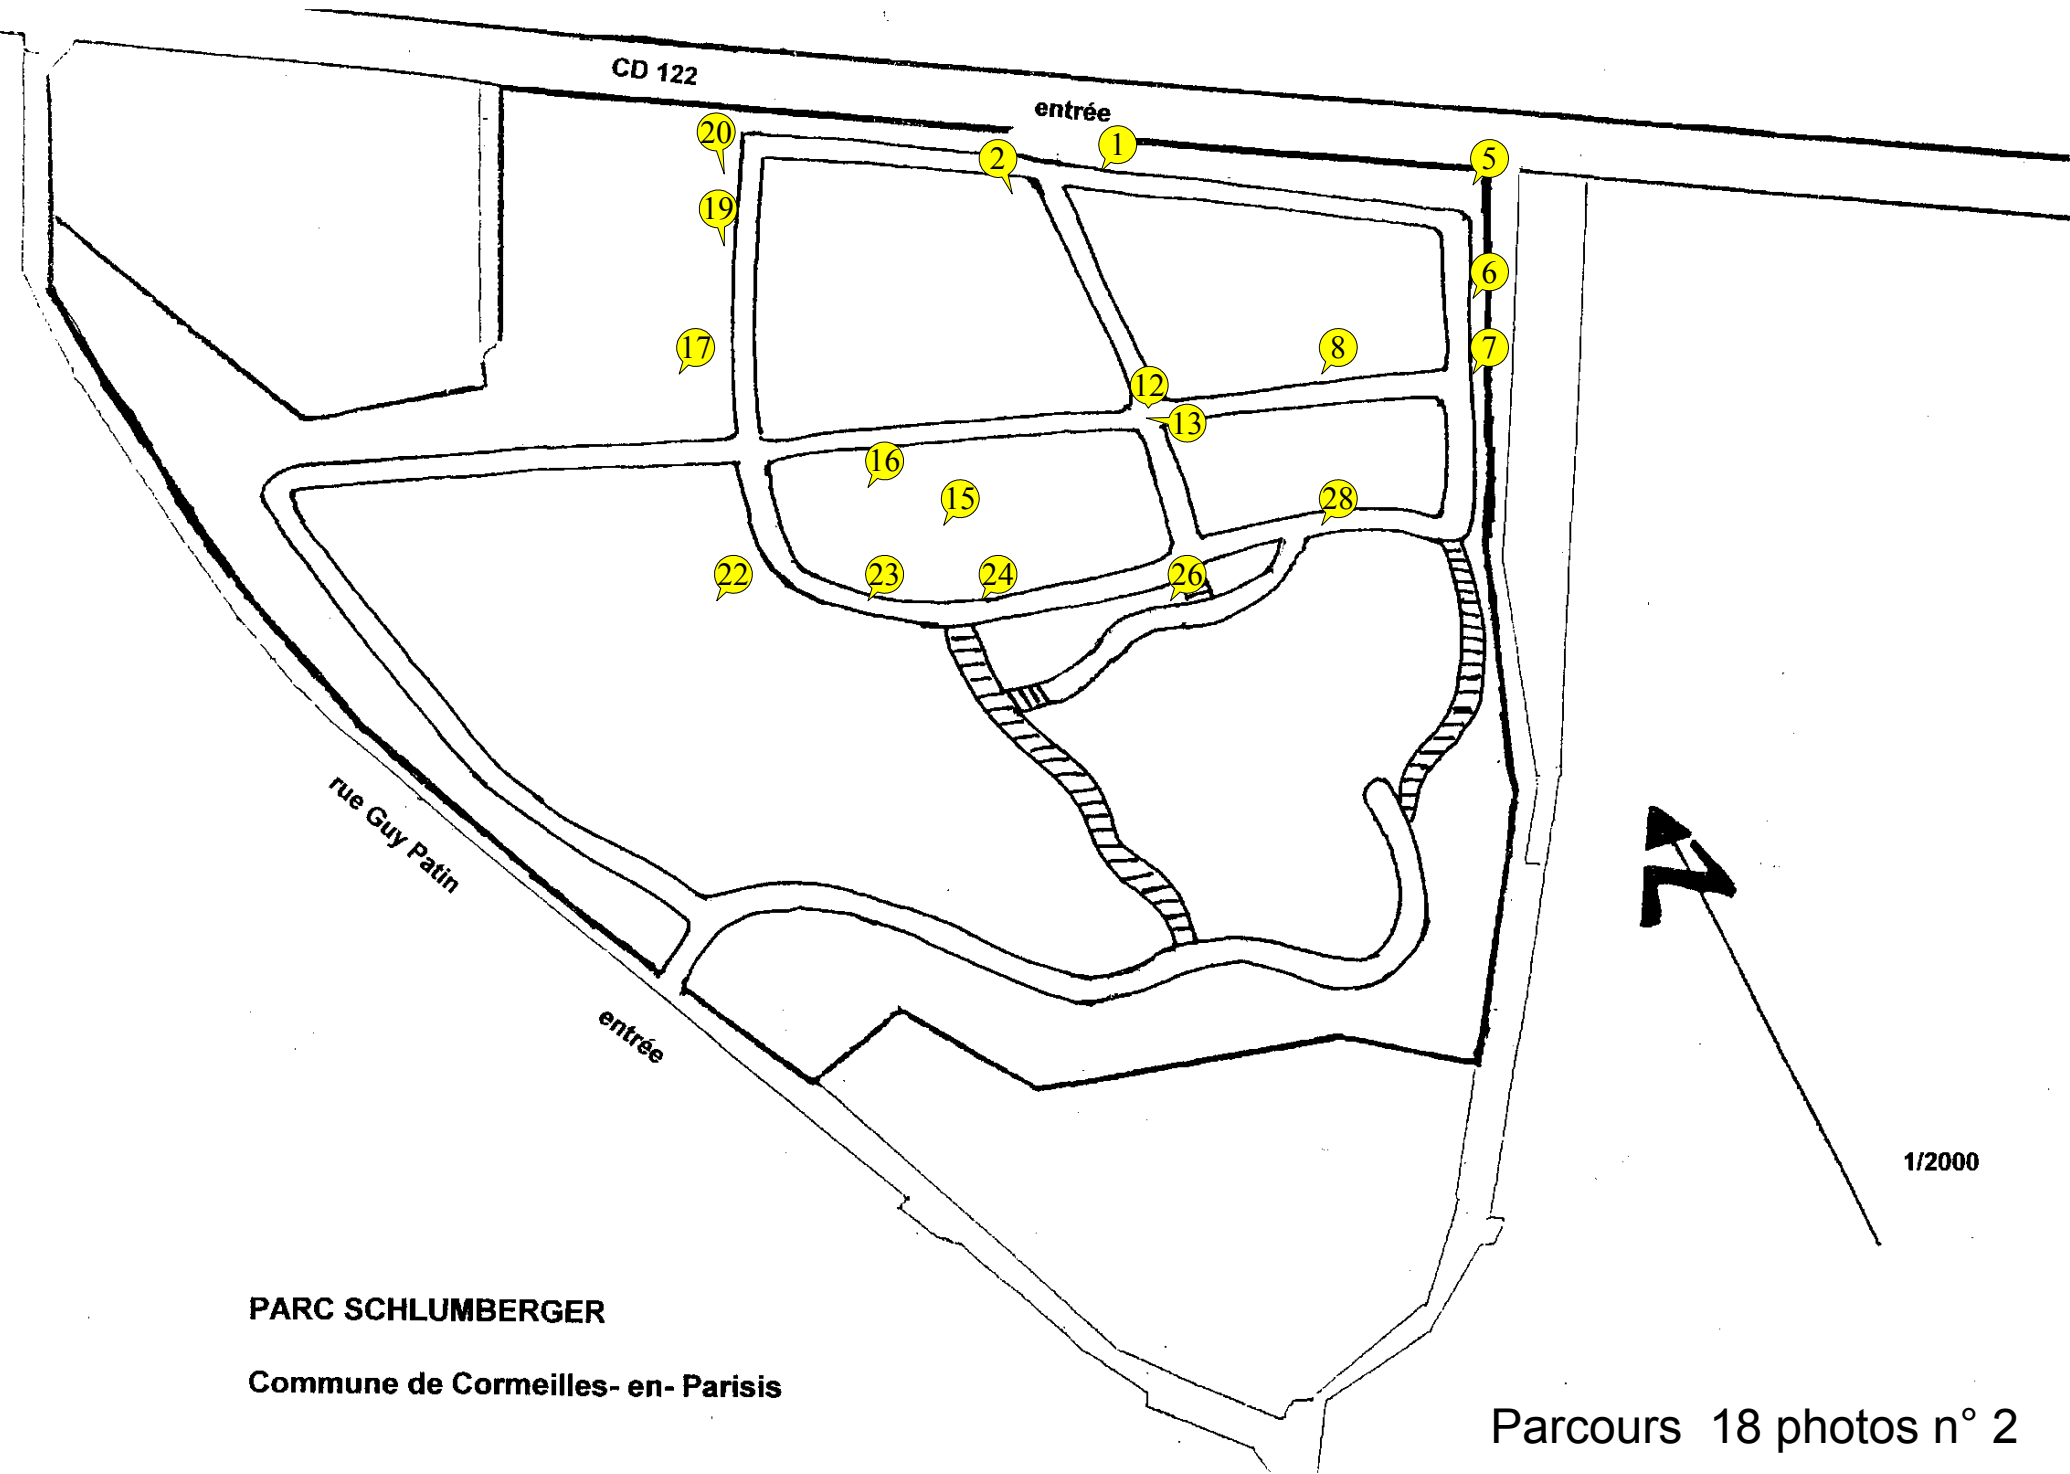 CD 122
entrée
20
2
1
5
19
6
17
8
7
12
13
16
15
28
22
23
24
26
rue Guy Patin
N
entrée
1/2000
PARC SCHLUMBERGER
Commune de Cormeilles- en- Parisis
Parcours 18 photos n° 2